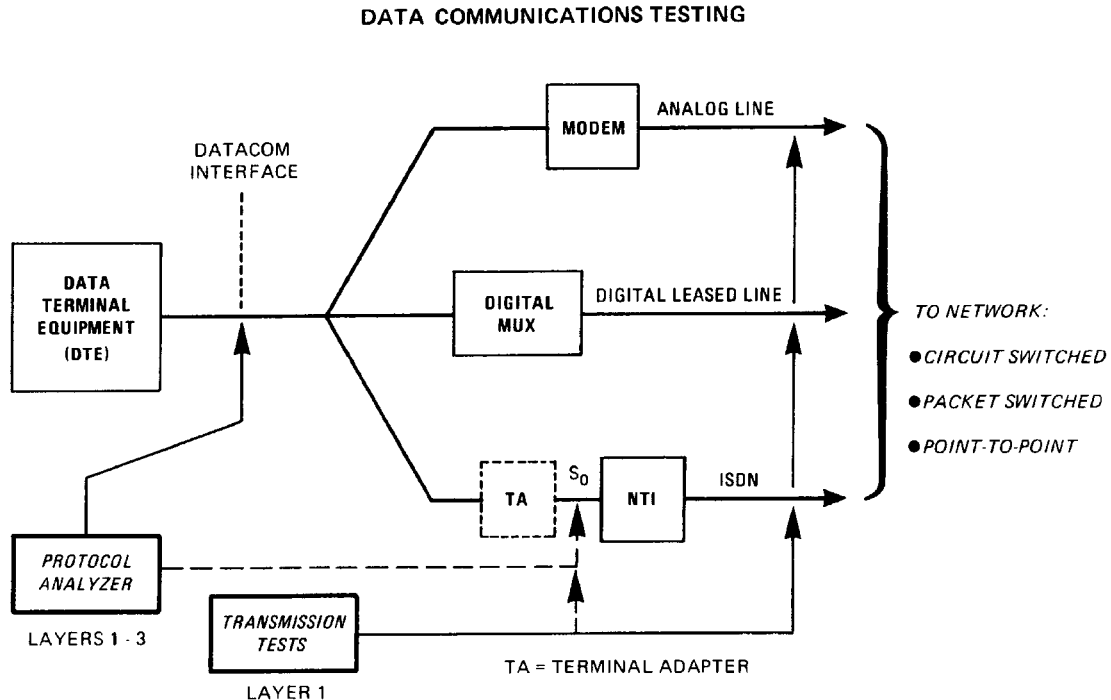 DATA COMMUNICATIONS TESTING
MODEM
ANALOG LINE
DATACOM
INTERFACE
DATA
TERMINAL
EQUIPMENT
(DTE)
DIGITAL
MUX
DIGITAL LEASED LINE
TO NETWORK:
●CIRCUIT SWITCHED
●PACKET SWITCHED
●POINT-TO-POINT
TA
S0
NTI
ISDN
PROTOCOL
ANALYZER
LAYERS 1 - 3
TRANSMISSION
TESTS
LAYER 1
TA = TERMINAL ADAPTER